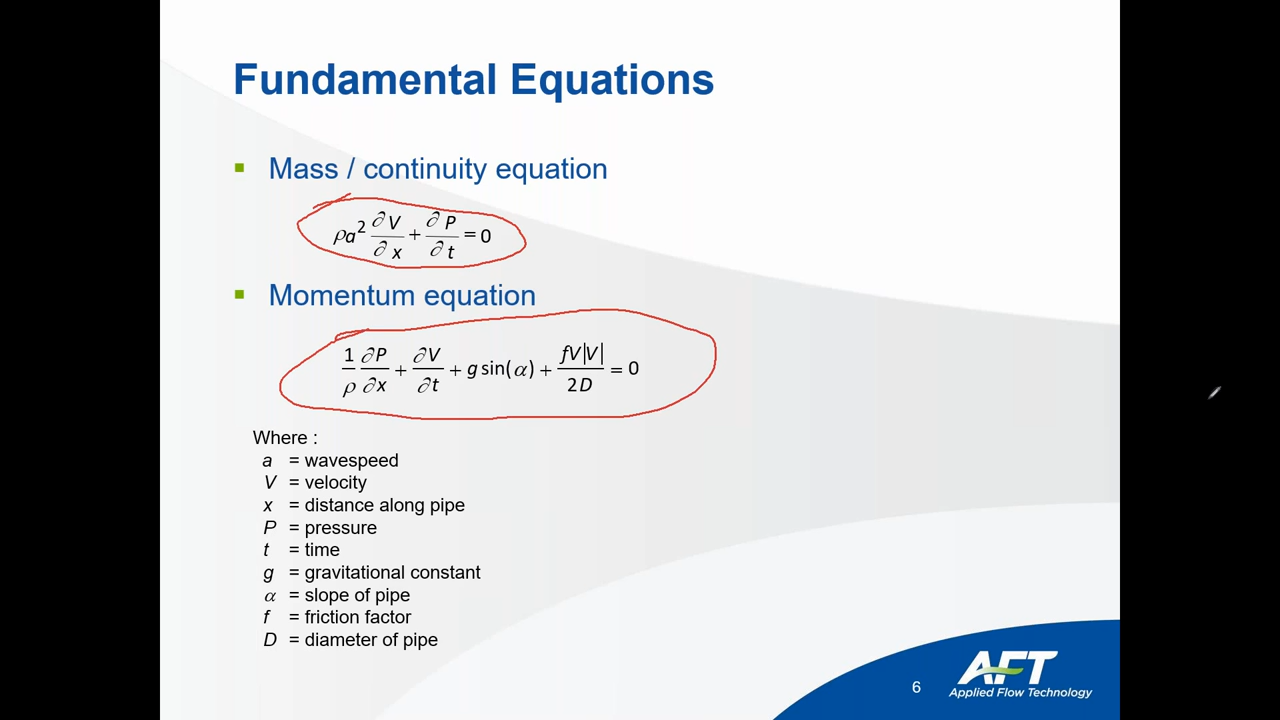 Fundamental Equations
▪ Mass / continuity equation
ρa² ∂V/∂x + ∂P/∂t = 0
▪ Momentum equation
1/ρ ∂P/∂x + ∂V/∂t + g sin(α) + fV|V|/2D = 0
Where :
a = wavespeed
V = velocity
x = distance along pipe
P = pressure
t = time
g = gravitational constant
α = slope of pipe
f = friction factor
D = diameter of pipe
6
AFT
Applied Flow Technology